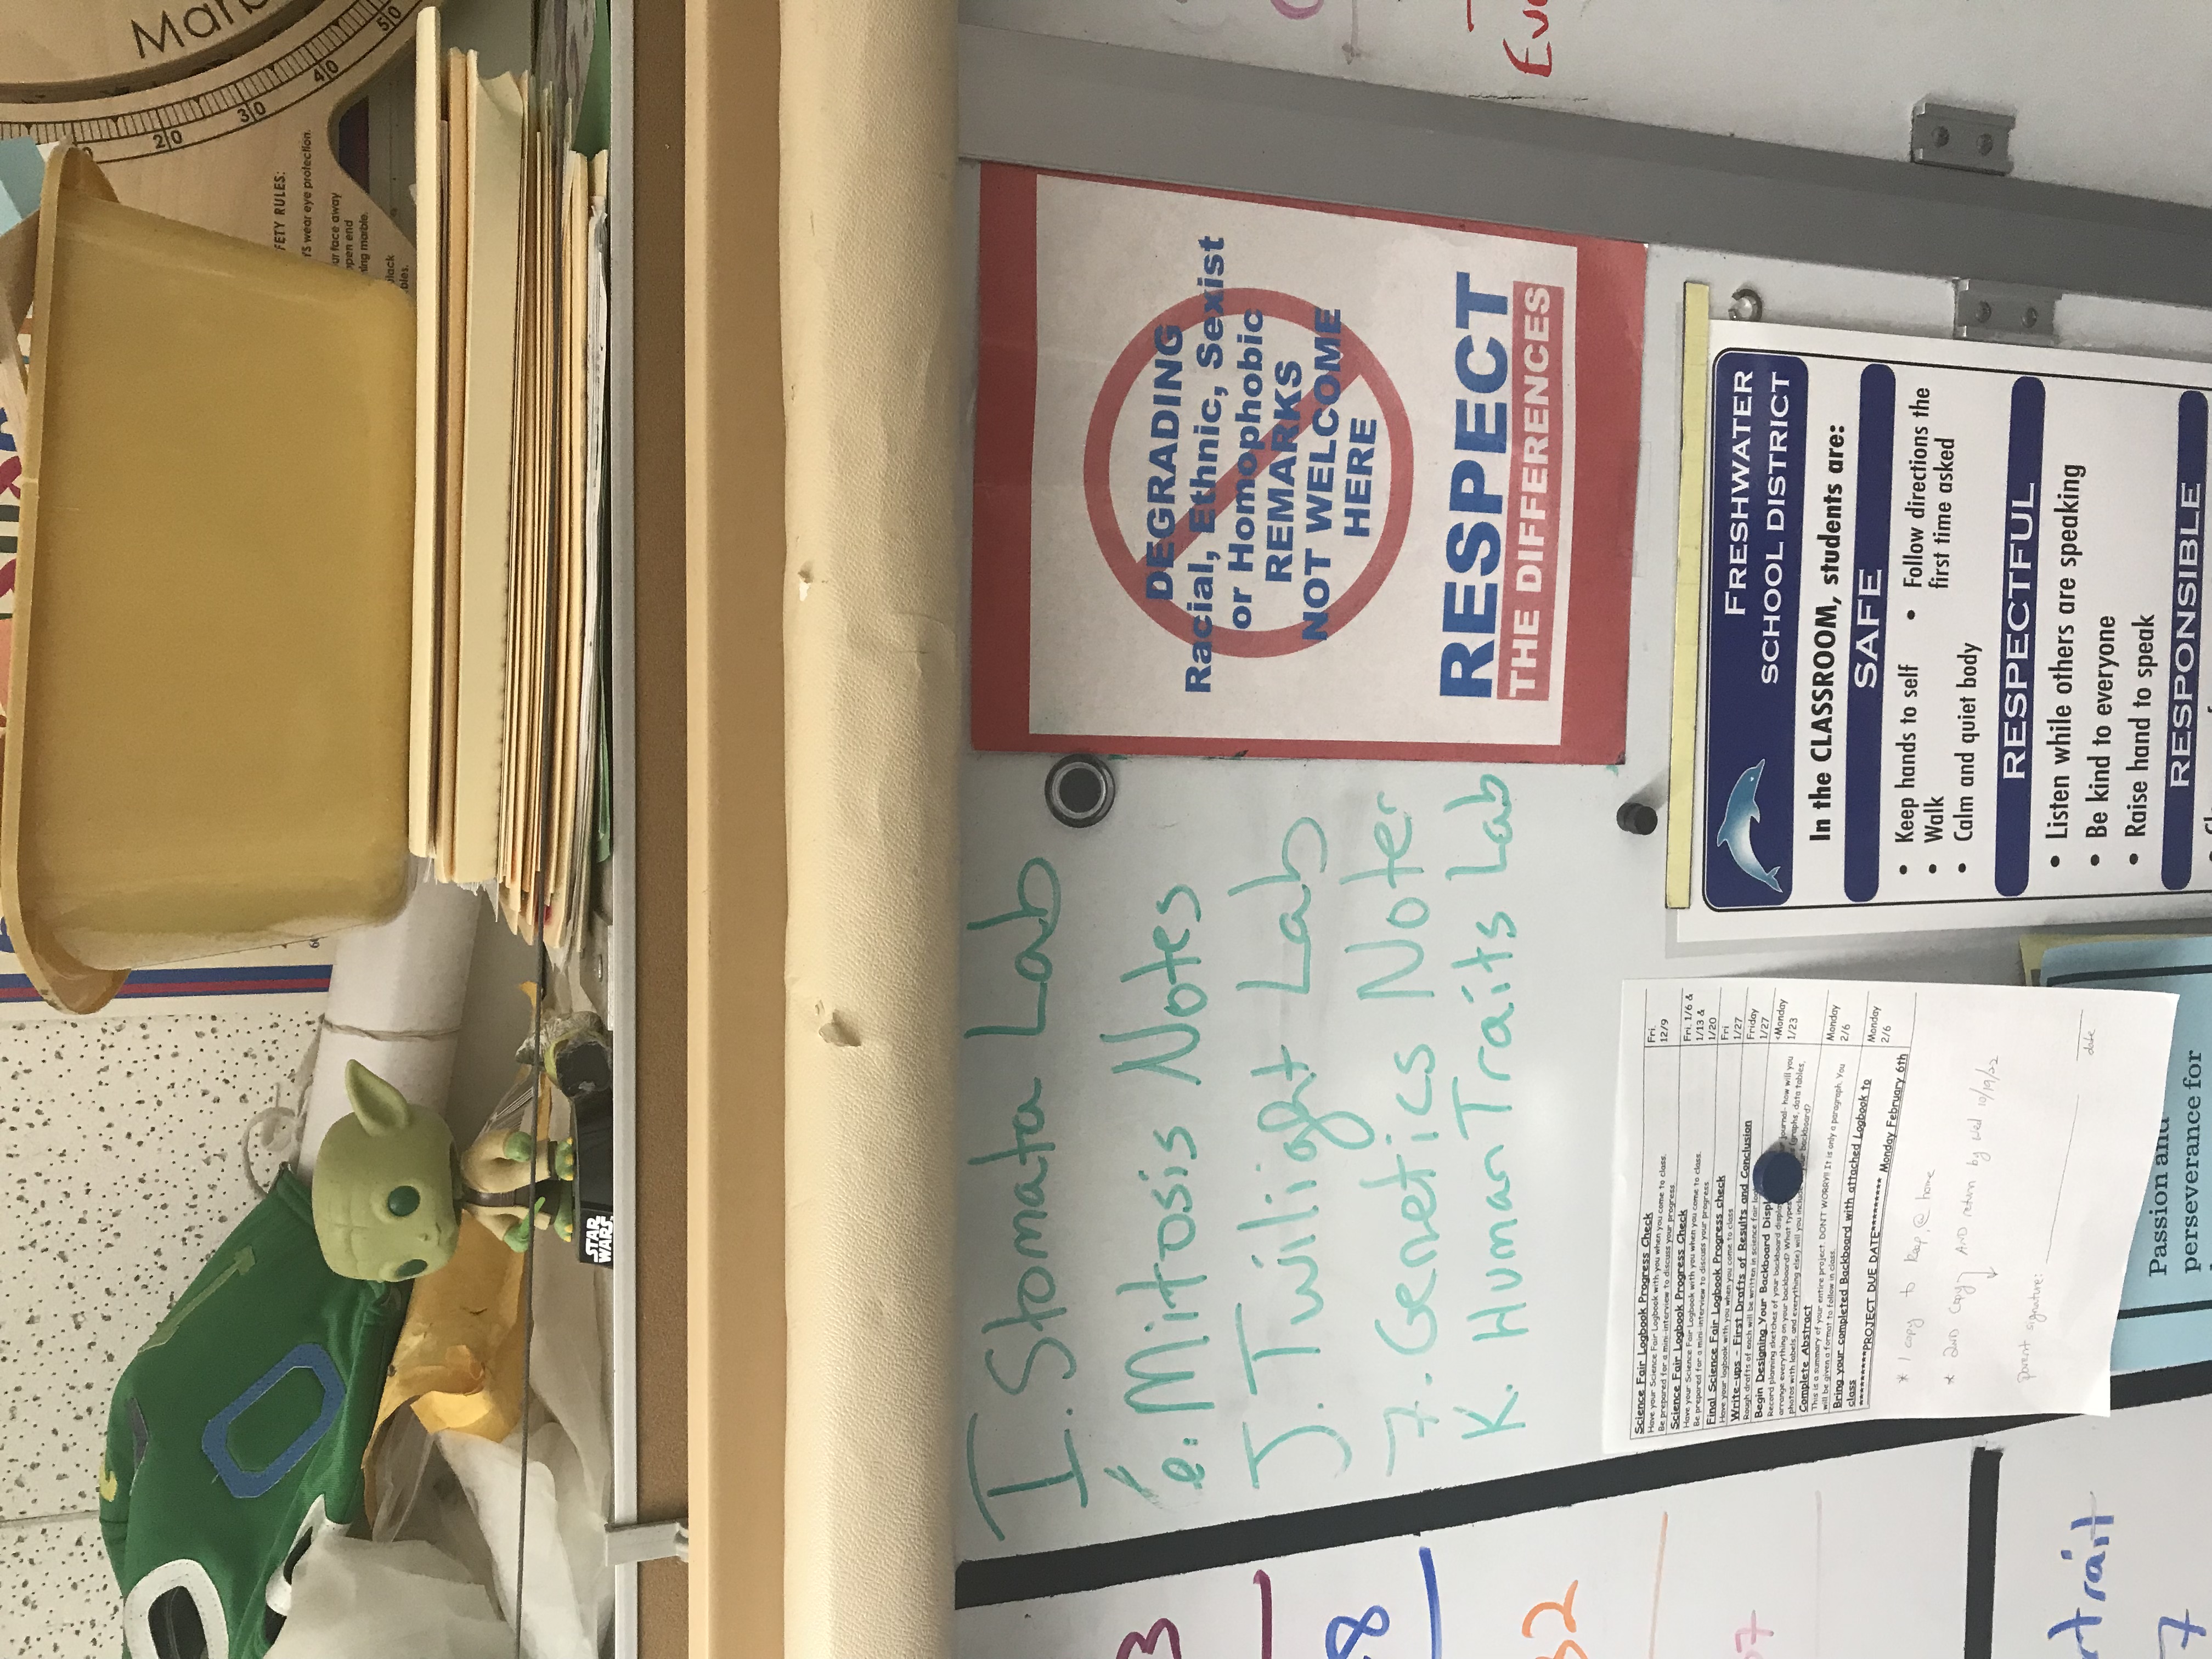 O
STAR
WARS
Mar
20
30
40
50
FETY RULES:
YS wear eye protection.
ur face away
open end
ing marble.
black
bles.
I. Stomata Lab
é. Mitosis Notes
J. Twilight Lab
7. Genetics Notes
K. Human Traits Lab
3
8
32
7
rtrait
7
DEGRADING
Racial, Ethnic, Sexist
or Homophobic
REMARKS
NOT WELCOME
HERE
RESPECT
THE DIFFERENCES
Eve
Science Fair Logbook Progress Check
Have your Science Fair Logbook with you when you come to class.
Be prepared for a mini-interview to discuss your progress
Fri.
12/9
Science Fair Logbook Progress Check
Have your Science Fair Logbook with you when you come to class.
Be prepared for a mini-interview to discuss your progress
Fri. 1/6 &
1/13 &
1/20
Final Science Fair Logbook Progress check
Have your logbook with you when you come to class
Fri
1/27
Write-ups - First Drafts of Results and Conclusion
Rough drafts of each will be written in science fair log
Friday
1/27
Begin Designing Your Backboard Displ
Record planning sketches of your backboard display journal- how will you
arrange everything on your backboard? What types (graphs, data tables,
photos with labels, and everything else) will you include your backboard?
<Monday
1/23
Complete Abstract
This is a summary of your entire project. DON'T WORRY!! It is only a paragraph. You
will be given a format to follow in class.
Monday
2/6
Bring your completed Backboard with attached Logbook to
class
*********PROJECT DUE DATE********* Monday February 6th
Monday
2/6
* 1 copy to keep @ home
* 2ND copy AND return by Wed 10/19/22
parent signature:
date
Passion and
perseverance for
FRESHWATER
SCHOOL DISTRICT
In the CLASSROOM, students are:
SAFE
• Keep hands to self
• Walk
• Calm and quiet body
• Follow directions the
first time asked
RESPECTFUL
• Listen while others are speaking
• Be kind to everyone
• Raise hand to speak
RESPONSIBLE